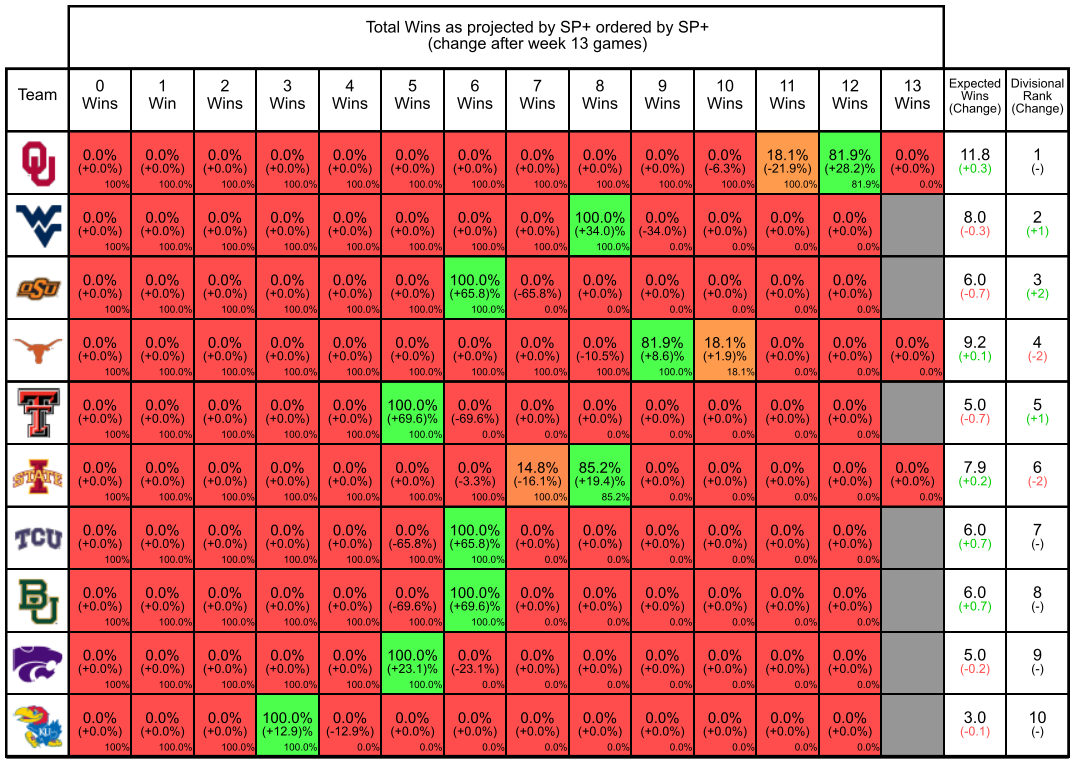 Total Wins as projected by SP+ ordered by SP+
(change after week 13 games)
Team 0 Wins 1 Win 2 Wins 3 Wins 4 Wins 5 Wins 6 Wins 7 Wins 8 Wins 9 Wins 10 Wins 11 Wins 12 Wins 13 Wins Expected Wins (Change) Divisional Rank (Change)
OU 0.0% 0.0% 0.0% 0.0% 0.0% 0.0% 0.0% 0.0% 0.0% 0.0% 0.0% 18.1% 81.9% 0.0% 11.8 1
(+0.0%) (+0.0%) (+0.0%) (+0.0%) (+0.0%) (+0.0%) (+0.0%) (+0.0%) (+0.0%) (+0.0%) (-6.3%) (-21.9%) (+28.2)% (+0.0%) (+0.3) (-)
100% 100.0% 100.0% 100.0% 100.0% 100.0% 100.0% 100.0% 100.0% 100.0% 100.0% 100.0% 81.9% 0.0%
WV 0.0% 0.0% 0.0% 0.0% 0.0% 0.0% 0.0% 0.0% 100.0% 0.0% 0.0% 0.0% 0.0% 8.0 2
(+0.0%) (+0.0%) (+0.0%) (+0.0%) (+0.0%) (+0.0%) (+0.0%) (+0.0%) (+34.0)% (-34.0%) (+0.0%) (+0.0%) (+0.0%) (-0.3) (+1)
100% 100.0% 100.0% 100.0% 100.0% 100.0% 100.0% 100.0% 100.0% 0.0% 0.0% 0.0% 0.0%
OSU 0.0% 0.0% 0.0% 0.0% 0.0% 0.0% 100.0% 0.0% 0.0% 0.0% 0.0% 0.0% 0.0% 6.0 3
(+0.0%) (+0.0%) (+0.0%) (+0.0%) (+0.0%) (+0.0%) (+65.8)% (-65.8%) (+0.0%) (+0.0%) (+0.0%) (+0.0%) (+0.0%) (-0.7) (+2)
100% 100.0% 100.0% 100.0% 100.0% 100.0% 100.0% 0.0% 0.0% 0.0% 0.0% 0.0% 0.0%
0.0% 0.0% 0.0% 0.0% 0.0% 0.0% 0.0% 0.0% 0.0% 81.9% 18.1% 0.0% 0.0% 0.0% 9.2 4
(+0.0%) (+0.0%) (+0.0%) (+0.0%) (+0.0%) (+0.0%) (+0.0%) (+0.0%) (-10.5%) (+8.6)% (+1.9)% (+0.0%) (+0.0%) (+0.0%) (+0.1) (-2)
100% 100.0% 100.0% 100.0% 100.0% 100.0% 100.0% 100.0% 100.0% 100.0% 18.1% 0.0% 0.0% 0.0%
T 0.0% 0.0% 0.0% 0.0% 0.0% 100.0% 0.0% 0.0% 0.0% 0.0% 0.0% 0.0% 0.0% 5.0 5
(+0.0%) (+0.0%) (+0.0%) (+0.0%) (+0.0%) (+69.6)% (-69.6%) (+0.0%) (+0.0%) (+0.0%) (+0.0%) (+0.0%) (+0.0%) (-0.7) (+1)
100% 100.0% 100.0% 100.0% 100.0% 100.0% 0.0% 0.0% 0.0% 0.0% 0.0% 0.0% 0.0%
I STATE 0.0% 0.0% 0.0% 0.0% 0.0% 0.0% 0.0% 14.8% 85.2% 0.0% 0.0% 0.0% 0.0% 0.0% 7.9 6
(+0.0%) (+0.0%) (+0.0%) (+0.0%) (+0.0%) (+0.0%) (-3.3%) (-16.1%) (+19.4)% (+0.0%) (+0.0%) (+0.0%) (+0.0%) (+0.0%) (+0.2) (-2)
100% 100.0% 100.0% 100.0% 100.0% 100.0% 100.0% 100.0% 85.2% 0.0% 0.0% 0.0% 0.0% 0.0%
TCU 0.0% 0.0% 0.0% 0.0% 0.0% 0.0% 100.0% 0.0% 0.0% 0.0% 0.0% 0.0% 0.0% 6.0 7
(+0.0%) (+0.0%) (+0.0%) (+0.0%) (+0.0%) (-65.8%) (+65.8)% (+0.0%) (+0.0%) (+0.0%) (+0.0%) (+0.0%) (+0.0%) (+0.7) (-)
100% 100.0% 100.0% 100.0% 100.0% 100.0% 100.0% 0.0% 0.0% 0.0% 0.0% 0.0% 0.0%
BU 0.0% 0.0% 0.0% 0.0% 0.0% 0.0% 100.0% 0.0% 0.0% 0.0% 0.0% 0.0% 0.0% 6.0 8
(+0.0%) (+0.0%) (+0.0%) (+0.0%) (+0.0%) (-69.6%) (+69.6)% (+0.0%) (+0.0%) (+0.0%) (+0.0%) (+0.0%) (+0.0%) (+0.7) (-)
100% 100.0% 100.0% 100.0% 100.0% 100.0% 100.0% 0.0% 0.0% 0.0% 0.0% 0.0% 0.0%
0.0% 0.0% 0.0% 0.0% 0.0% 100.0% 0.0% 0.0% 0.0% 0.0% 0.0% 0.0% 0.0% 5.0 9
(+0.0%) (+0.0%) (+0.0%) (+0.0%) (+0.0%) (+23.1)% (-23.1%) (+0.0%) (+0.0%) (+0.0%) (+0.0%) (+0.0%) (+0.0%) (-0.2) (-)
100% 100.0% 100.0% 100.0% 100.0% 100.0% 0.0% 0.0% 0.0% 0.0% 0.0% 0.0% 0.0%
KU 0.0% 0.0% 0.0% 100.0% 0.0% 0.0% 0.0% 0.0% 0.0% 0.0% 0.0% 0.0% 0.0% 3.0 10
(+0.0%) (+0.0%) (+0.0%) (+12.9)% (-12.9%) (+0.0%) (+0.0%) (+0.0%) (+0.0%) (+0.0%) (+0.0%) (+0.0%) (+0.0%) (-0.1) (-)
100% 100.0% 100.0% 100.0% 0.0% 0.0% 0.0% 0.0% 0.0% 0.0% 0.0% 0.0% 0.0%